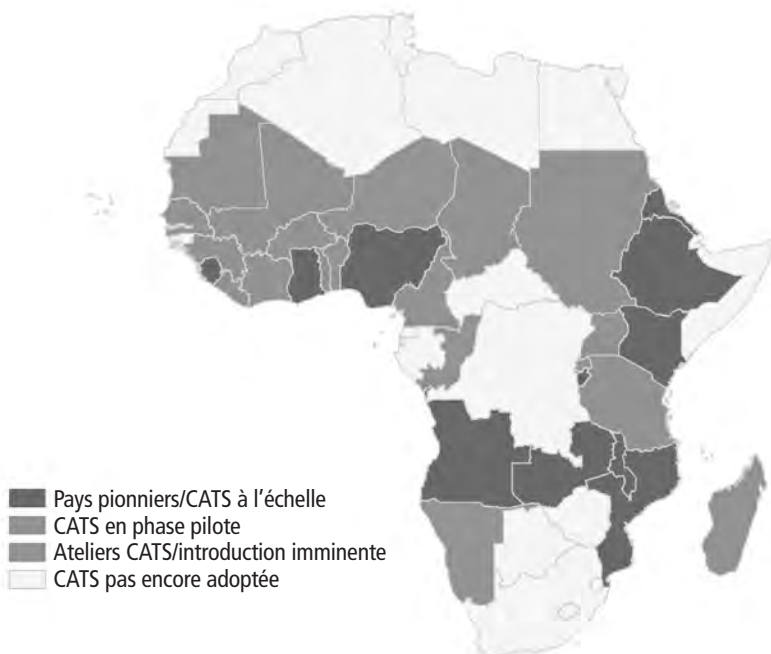 Pays pionniers/CATS à l'échelle
CATS en phase pilote
Ateliers CATS/introduction imminente
CATS pas encore adoptée